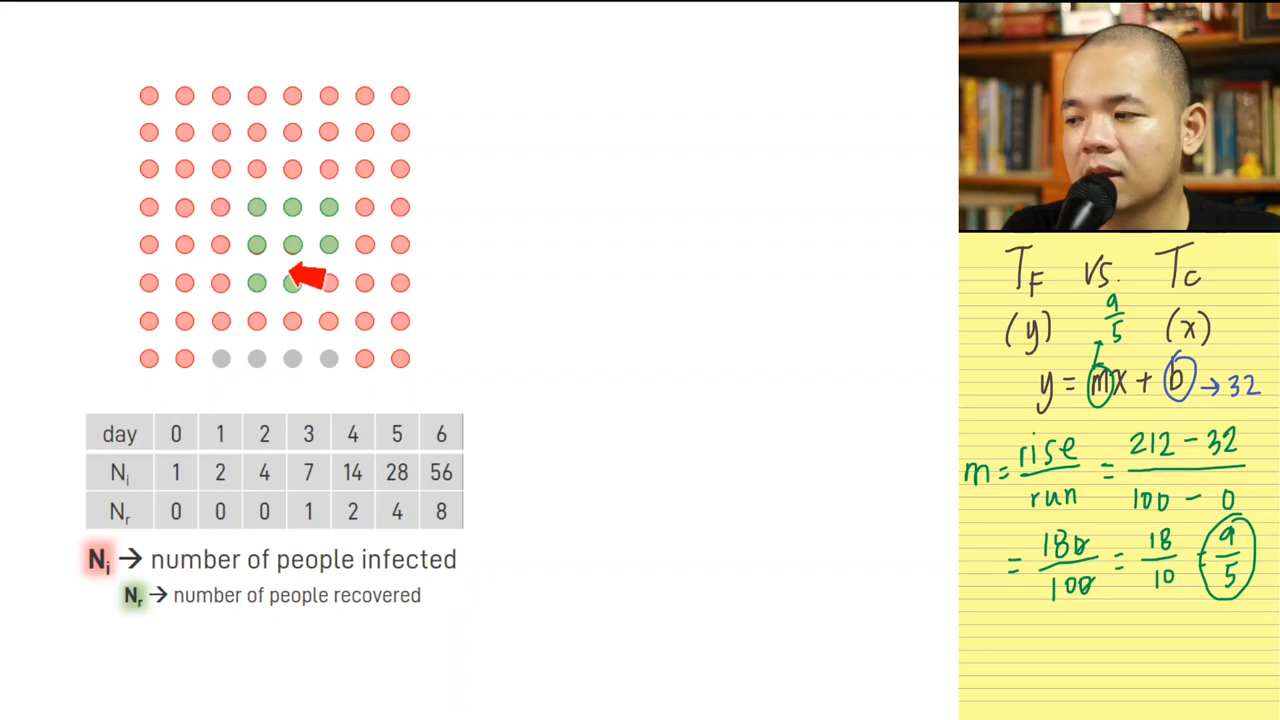 day 0 1 2 3 4 5 6
Ni 1 2 4 7 14 28 56
Nr 0 0 0 1 2 4 8
Ni → number of people infected
Nr → number of people recovered
TF vs. TC
(y) 9/5 (x)
y = mx + b → 32
m = rise/run = 212 - 32/100 - 0
= 180/100 = 18/10 = 9/5